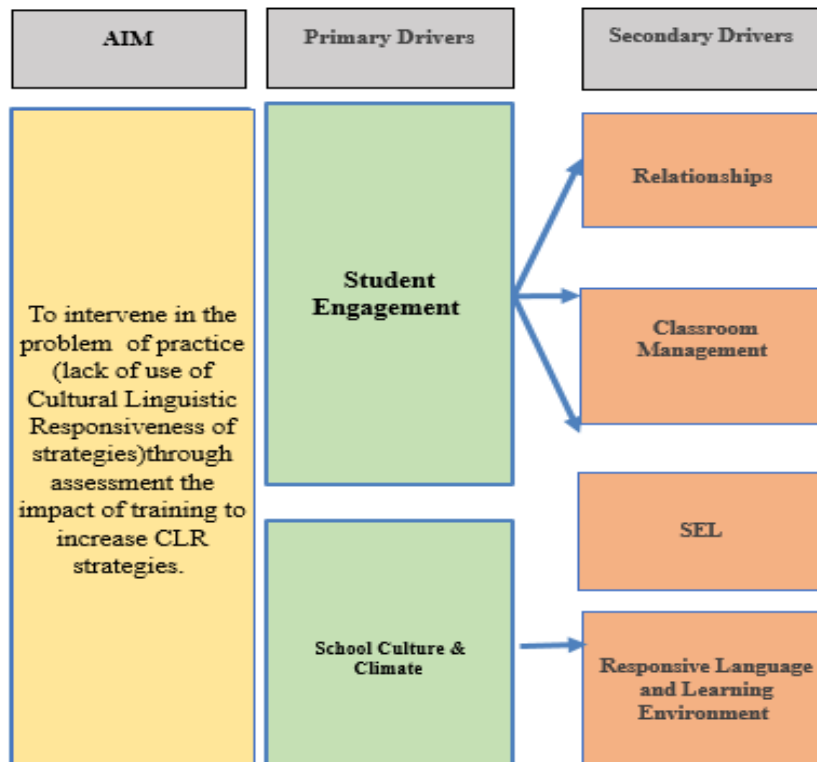 AIM
Primary Drivers
Secondary Drivers
To intervene in the
problem of practice
(lack of use of
Cultural Linguistic
Responsiveness of
strategies)through
assessment the
impact of training to
increase CLR
strategies.
Student
Engagement
School Culture &
Climate
Relationships
Classroom
Management
SEL
Responsive Language
and Learning
Environment